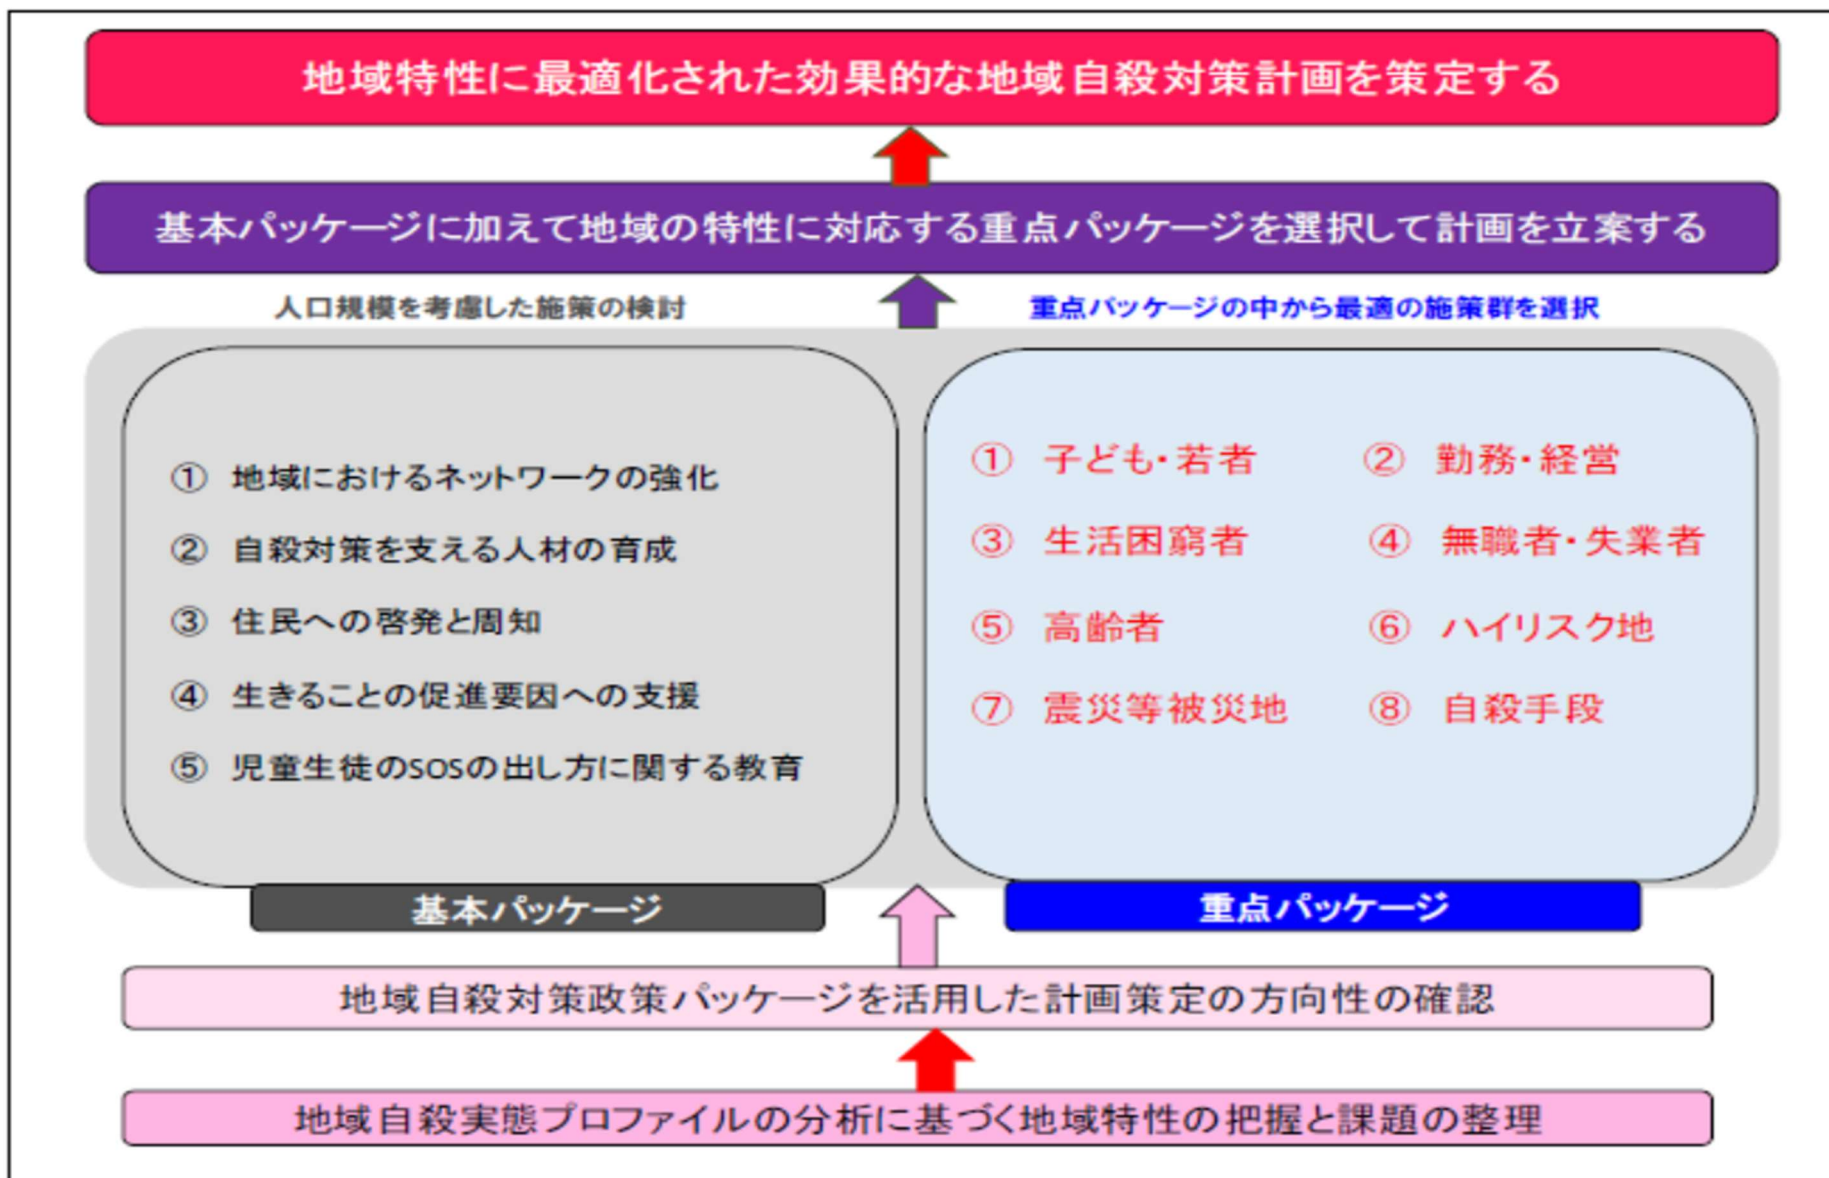 地域特性に最適化された効果的な地域自殺対策計画を策定する
基本パッケージに加えて地域の特性に対応する重点パッケージを選択して計画を立案する
人口規模を考慮した施策の検討
重点パッケージの中から最適の施策群を選択
① 地域におけるネットワークの強化
② 自殺対策を支える人材の育成
③ 住民への啓発と周知
④ 生きることの促進要因への支援
⑤ 児童生徒のSOSの出し方に関する教育
基本パッケージ
① 子ども・若者 ② 勤務・経営
③ 生活困窮者 ④ 無職者・失業者
⑤ 高齢者 ⑥ ハイリスク地
⑦ 震災等被災地 ⑧ 自殺手段
重点パッケージ
地域自殺対策政策パッケージを活用した計画策定の方向性の確認
地域自殺実態プロファイルの分析に基づく地域特性の把握と課題の整理